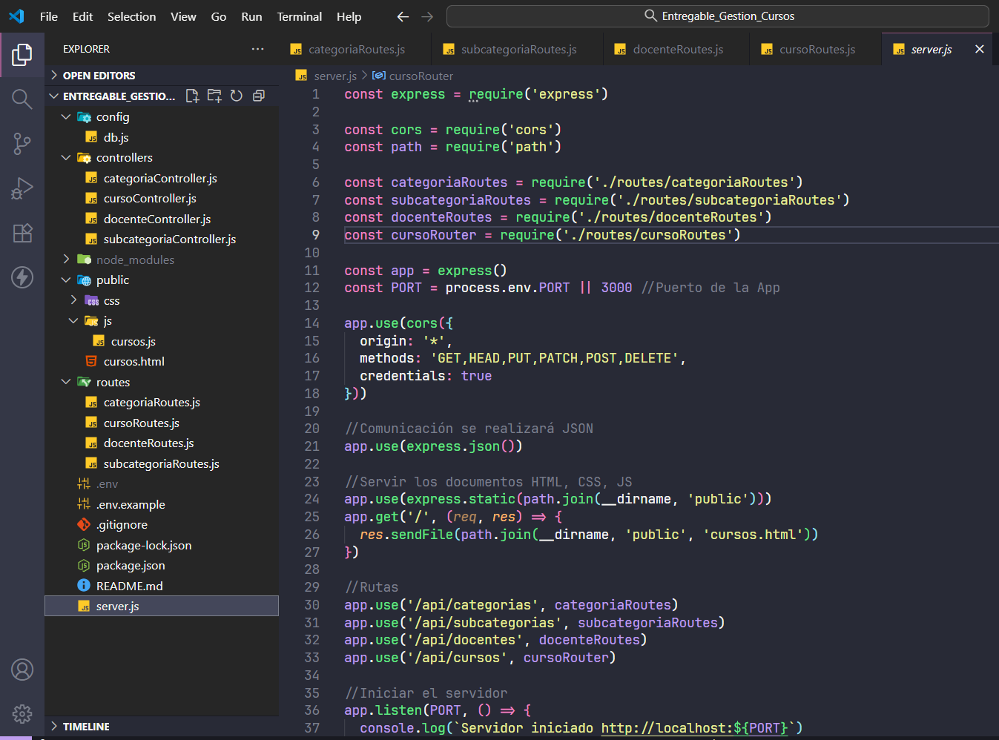 File Edit Selection View Go Run Terminal Help
Entregable_Gestion_Cursos
EXPLORER
OPEN EDITORS
ENTREGABLE_GESTIO...
config
db.js
controllers
categoriaController.js
cursoController.js
docenteController.js
subcategoriaController.js
node_modules
public
css
js
cursos.js
cursos.html
routes
categoriaRoutes.js
cursoRoutes.js
docenteRoutes.js
subcategoriaRoutes.js
.env
.env.example
.gitignore
package-lock.json
package.json
README.md
server.js
TIMELINE
categoriaRoutes.js subcategoriaRoutes.js docenteRoutes.js cursoRoutes.js server.js
server.js > cursoRouter
1 const express = require('express')
2
3 const cors = require('cors')
4 const path = require('path')
5
6 const categoriaRoutes = require('./routes/categoriaRoutes')
7 const subcategoriaRoutes = require('./routes/subcategoriaRoutes')
8 const docenteRoutes = require('./routes/docenteRoutes')
9 const cursoRouter = require('./routes/cursoRoutes')
10
11 const app = express()
12 const PORT = process.env.PORT || 3000 //Puerto de la App
13
14 app.use(cors({
15 origin: '*',
16 methods: 'GET,HEAD,PUT,PATCH,POST,DELETE',
17 credentials: true
18 }))
19
20 //Comunicación se realizará JSON
21 app.use(express.json())
22
23 //Servir los documentos HTML, CSS, JS
24 app.use(express.static(path.join(__dirname, 'public')))
25 app.get('/', (req, res) => {
26 res.sendFile(path.join(__dirname, 'public', 'cursos.html'))
27 })
28
29 //Rutas
30 app.use('/api/categorias', categoriaRoutes)
31 app.use('/api/subcategorias', subcategoriaRoutes)
32 app.use('/api/docentes', docenteRoutes)
33 app.use('/api/cursos', cursoRouter)
34
35 //Iniciar el servidor
36 app.listen(PORT, () => {
37 console.log(`Servidor iniciado http://localhost:${PORT}`)